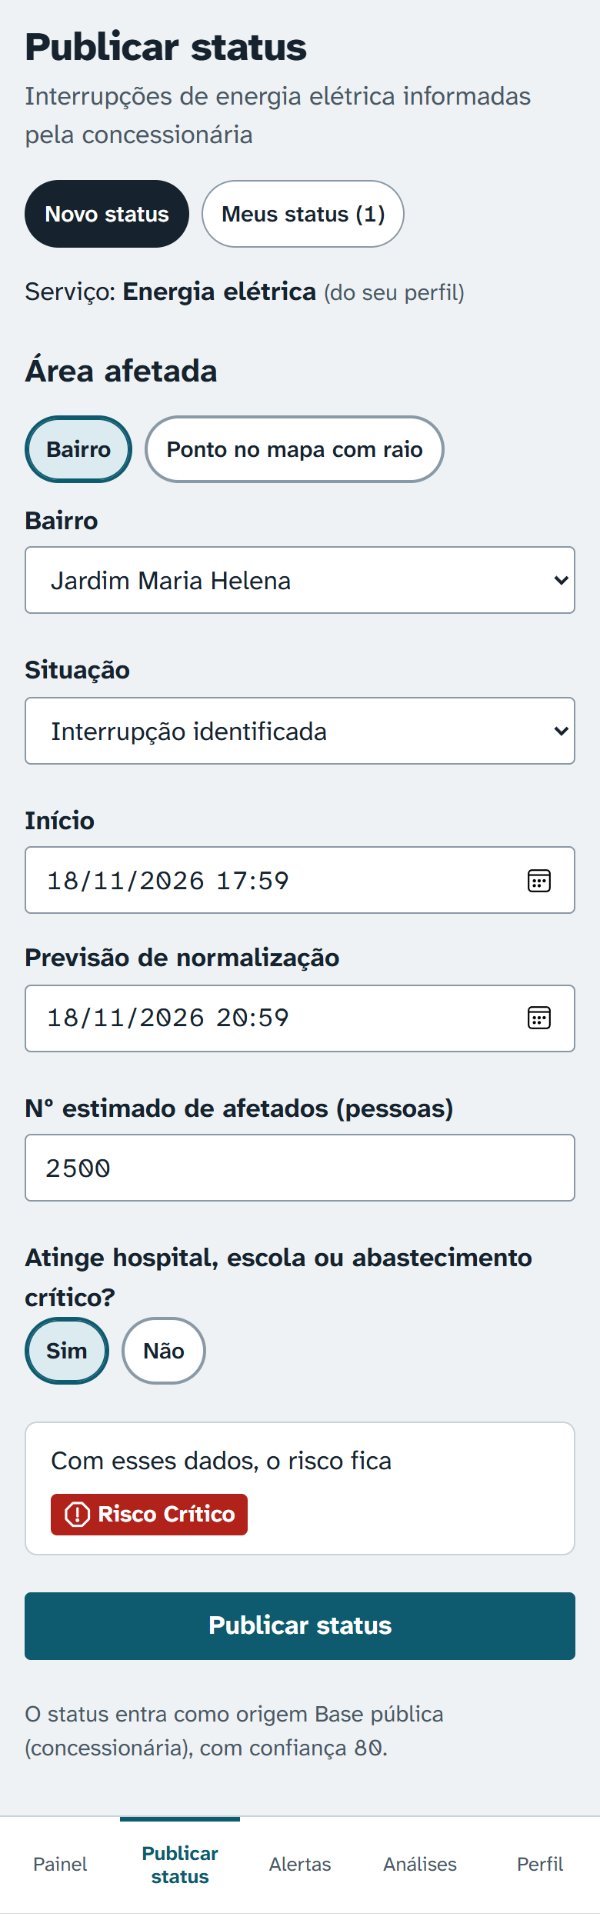 Publicar status
Interrupções de energia elétrica informadas
pela concessionária
Novo status
Meus status (1)
Serviço: Energia elétrica (do seu perfil)
Área afetada
Bairro
Ponto no mapa com raio
Bairro
Jardim Maria Helena
Situação
Interrupção identificada
Início
18/11/2026 17:59
Previsão de normalização
18/11/2026 20:59
Nº estimado de afetados (pessoas)
2500
Atinge hospital, escola ou abastecimento
crítico?
Sim
Não
Com esses dados, o risco fica
Risco Crítico
Publicar status
O status entra como origem Base pública
(concessionária), com confiança 80.
Painel
Publicar
status
Alertas
Análises
Perfil